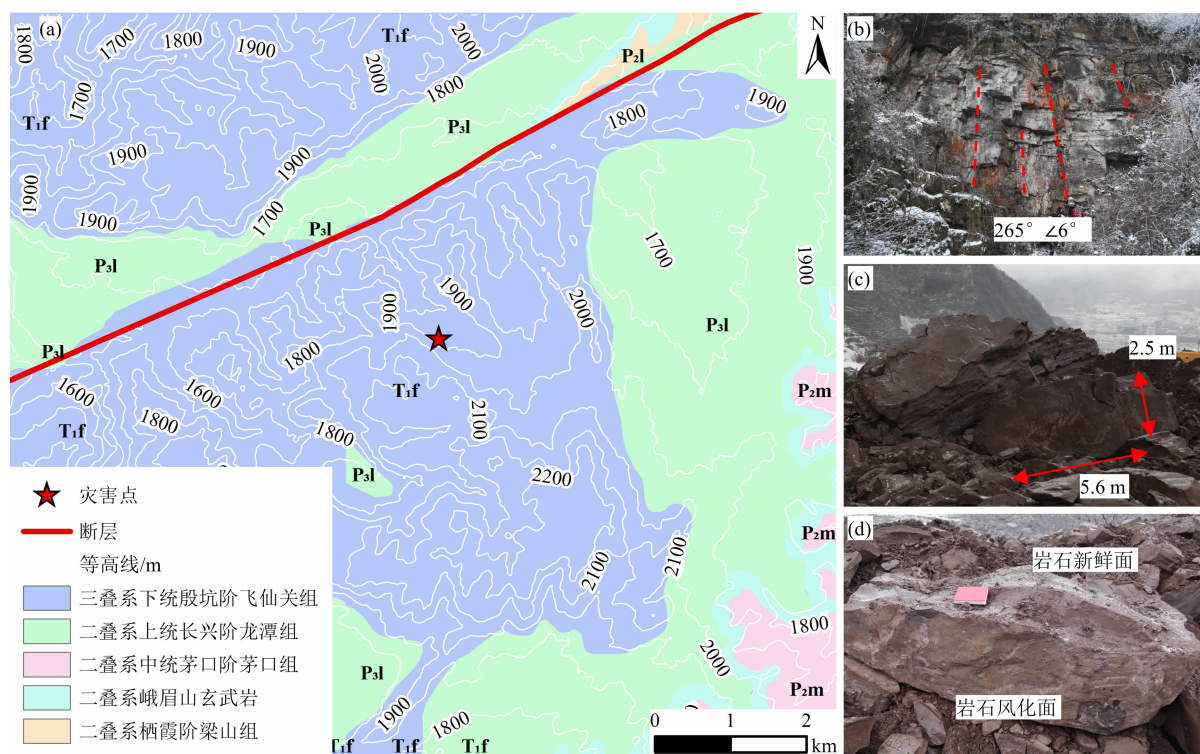 (a)
N
1800
1700
1800
1900
T₁f
2000
2000
1800
P₂l
1700
T₁f
1900
P₃l
1800
1900
1900
1900
1900
1700
P₃l
P₃l
1700
1900
1900
1900
2000
P₃l
P₃l
1800
1600
1600
T₁f
P₂m
T₁f
1800
1800
2100
P₃l
2200
P₂m
2100
2100
1800
2000
P₃l
P₂m
1900
1800
T₁f
T₁f
T₁f
灾害点
断层
等高线/m
三叠系下统殷坑阶飞仙关组
二叠系上统长兴阶龙潭组
二叠系中统茅口阶茅口组
二叠系峨眉山玄武岩
二叠系栖霞阶梁山组
0 1 2
km
(b)
265° ∠6°
(c)
2.5 m
5.6 m
(d)
岩石新鲜面
岩石风化面